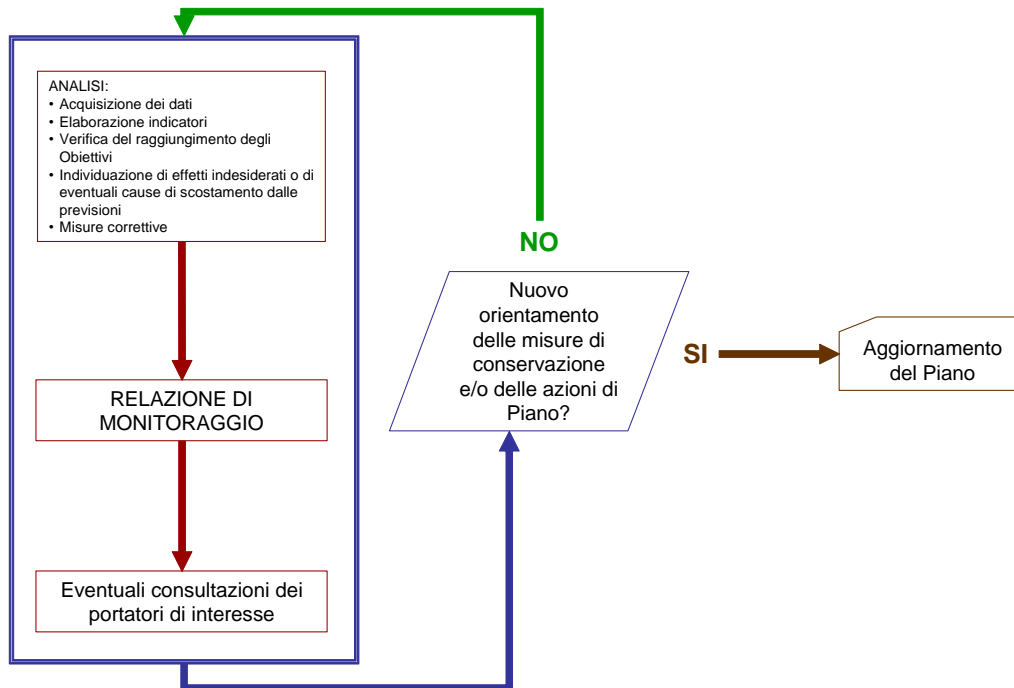 ANALISI:
• Acquisizione dei dati
• Elaborazione indicatori
• Verifica del raggiungimento degli
Obiettivi
• Individuazione di effetti indesiderati o di
eventuali cause di scostamento dalle
previsioni
• Misure correttive
RELAZIONE DI
MONITORAGGIO
Eventuali consultazioni dei
portatori di interesse
NO
Nuovo
orientamento
delle misure di
conservazione
e/o delle azioni di
Piano?
SI
Aggiornamento
del Piano